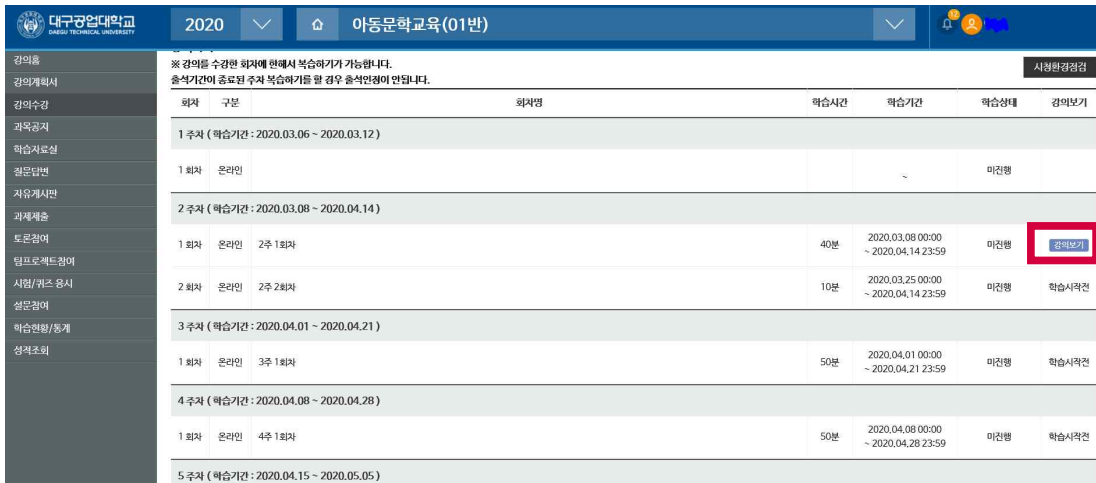 대구공업대학교
DAEGU TECHNICAL UNIVERSITY
2020
아동문학교육(01반)
12
강의홈
강의계획서
강의수강
과목공지
학습자료실
질문답변
자유게시판
과제제출
토론참여
팀프로젝트참여
시험/퀴즈 응시
설문참여
학습현황/통계
성적조회
※ 강의를 수강한 회차에 한해서 복습하기가 가능합니다.
출석기간이 종료된 주차 복습하기를 할 경우 출석인정이 안됩니다.
시청환경점검
회차 구분 회차명 학습시간 학습기간 학습상태 강의보기
1 주차 ( 학습기간 : 2020.03.06 ~ 2020.03.12 )
1 회차 온라인 ~ 미진행
2 주차 ( 학습기간 : 2020.03.08 ~ 2020.04.14 )
1 회차 온라인 2주 1회차 40분 2020.03.08 00:00 ~ 2020.04.14 23:59 미진행 강의보기
2 회차 온라인 2주 2회차 10분 2020.03.25 00:00 ~ 2020.04.14 23:59 미진행 학습시작전
3 주차 ( 학습기간 : 2020.04.01 ~ 2020.04.21 )
1 회차 온라인 3주 1회차 50분 2020.04.01 00:00 ~ 2020.04.21 23:59 미진행 학습시작전
4 주차 ( 학습기간 : 2020.04.08 ~ 2020.04.28 )
1 회차 온라인 4주 1회차 50분 2020.04.08 00:00 ~ 2020.04.28 23:59 미진행 학습시작전
5 주차 ( 학습기간 : 2020.04.15 ~ 2020.05.05 )